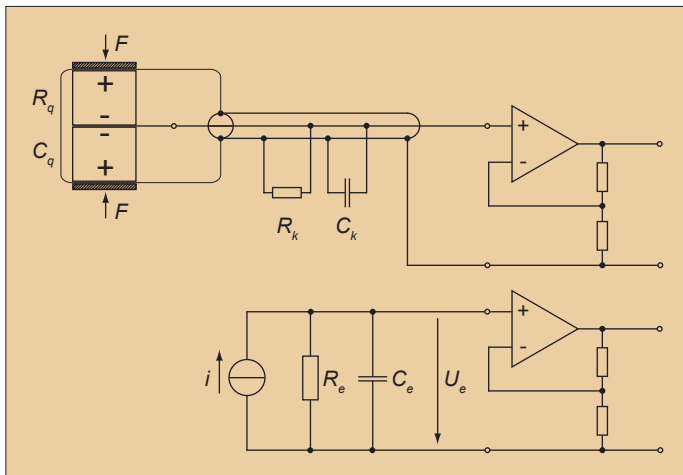 F
+
R_q
-
-
C_q
+
F
R_k
C_k
+
-
i
R_e
C_e
U_e
+
-